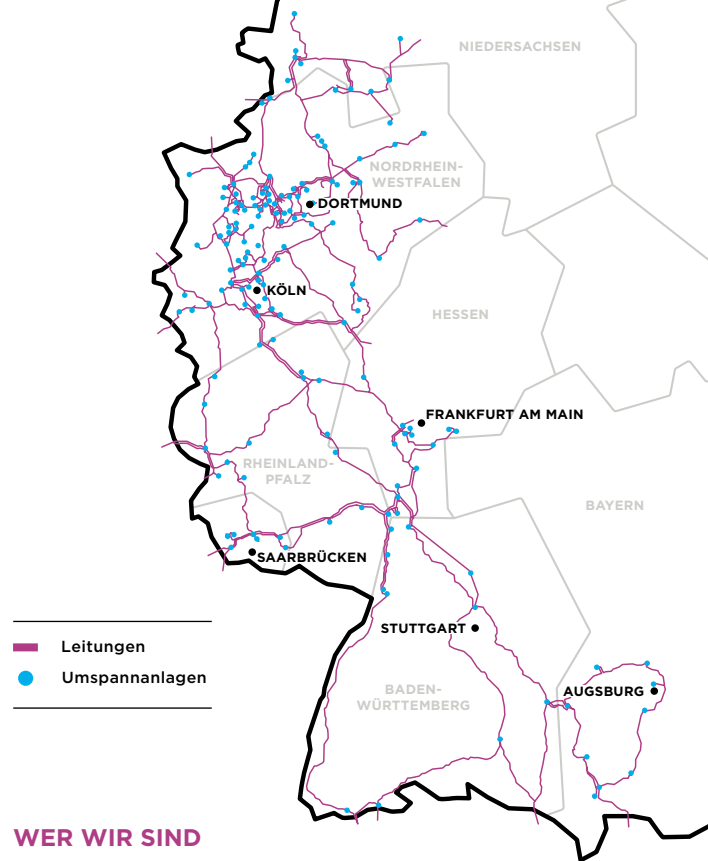 NIEDERSACHSEN
NORDRHEIN-
WESTFALEN
DORTMUND
KÖLN
HESSEN
FRANKFURT AM MAIN
RHEINLAND-
PFALZ
BAYERN
SAARBRÜCKEN
STUTTGART
Leitungen
Umspannanlagen
BADEN-
WÜRTTEMBERG
AUGSBURG
WER WIR SIND